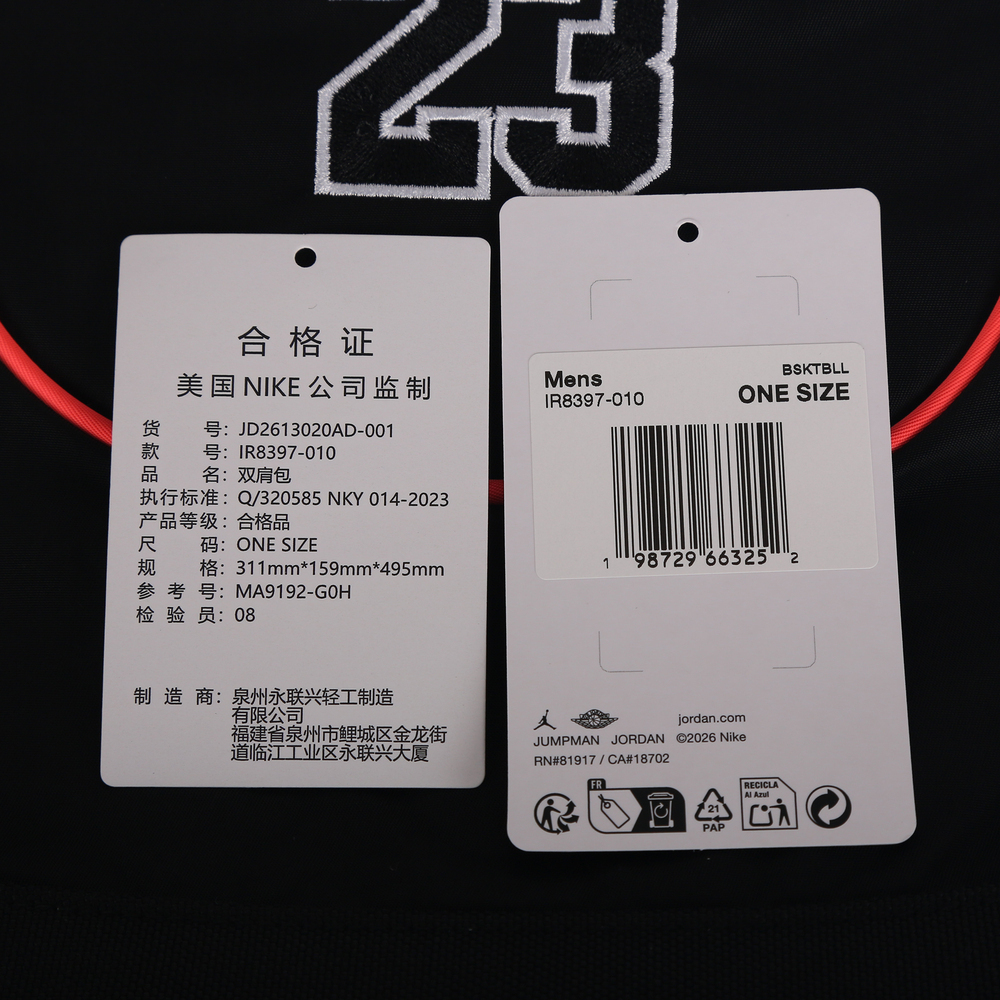 23
合格证
美国NIKE公司监制
货号：JD2613020AD-001
款号：IR8397-010
品名：双肩包
执行标准：Q/320585 NKY 014-2023
产品等级：合格品
尺码：ONE SIZE
规格：311mm*159mm*495mm
参考号：MA9192-G0H
检验员：08
制造商：泉州永联兴轻工制造
有限公司
福建省泉州市鲤城区金龙街
道临江工业区永联兴大厦
Mens
IR8397-010
BSKTBLL
ONE SIZE
1 98729 66325 2
jordan.com
JUMPMAN JORDAN ©2026 Nike
RN#81917 / CA#18702
FR
21
PAP
RECICLA
Al Azul